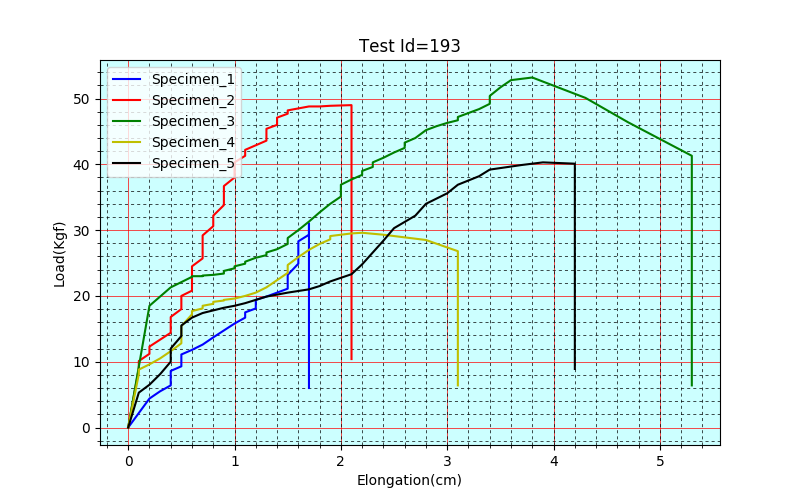 Test Id=193
Specimen_1
Specimen_2
Specimen_3
Specimen_4
Specimen_5
50
40
30
20
10
0
Load(Kgf)
0 1 2 3 4 5
Elongation(cm)